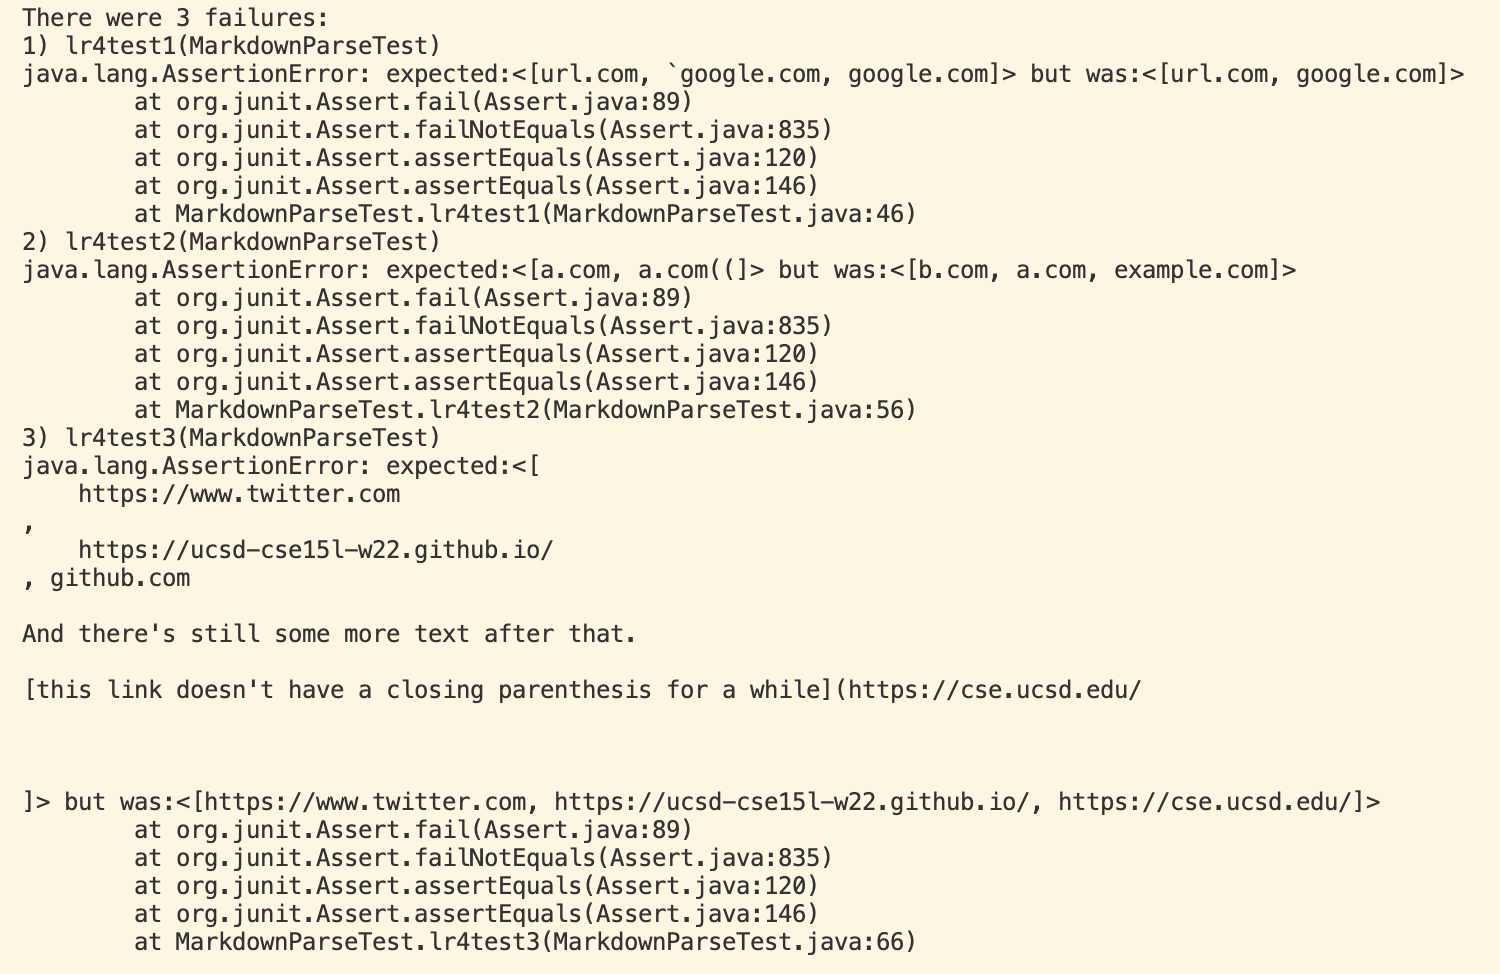 There were 3 failures:
1) lr4test1(MarkdownParseTest)
java.lang.AssertionError: expected:<[url.com, `google.com, google.com]> but was:<[url.com, google.com]>
        at org.junit.Assert.fail(Assert.java:89)
        at org.junit.Assert.failNotEquals(Assert.java:835)
        at org.junit.Assert.assertEquals(Assert.java:120)
        at org.junit.Assert.assertEquals(Assert.java:146)
        at MarkdownParseTest.lr4test1(MarkdownParseTest.java:46)
2) lr4test2(MarkdownParseTest)
java.lang.AssertionError: expected:<[a.com, a.com((]> but was:<[b.com, a.com, example.com]>
        at org.junit.Assert.fail(Assert.java:89)
        at org.junit.Assert.failNotEquals(Assert.java:835)
        at org.junit.Assert.assertEquals(Assert.java:120)
        at org.junit.Assert.assertEquals(Assert.java:146)
        at MarkdownParseTest.lr4test2(MarkdownParseTest.java:56)
3) lr4test3(MarkdownParseTest)
java.lang.AssertionError: expected:<[
    https://www.twitter.com
,
    https://ucsd-cse15l-w22.github.io/
, github.com

And there's still some more text after that.

[this link doesn't have a closing parenthesis for a while](https://cse.ucsd.edu/



]> but was:<[https://www.twitter.com, https://ucsd-cse15l-w22.github.io/, https://cse.ucsd.edu/]>
        at org.junit.Assert.fail(Assert.java:89)
        at org.junit.Assert.failNotEquals(Assert.java:835)
        at org.junit.Assert.assertEquals(Assert.java:120)
        at org.junit.Assert.assertEquals(Assert.java:146)
        at MarkdownParseTest.lr4test3(MarkdownParseTest.java:66)